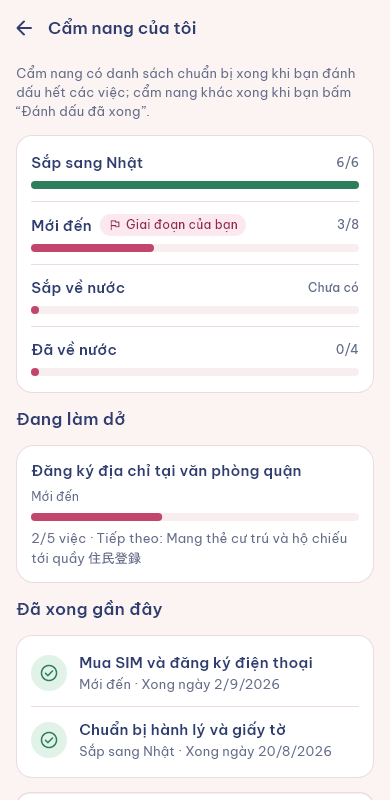 Cẩm nang của tôi
Cẩm nang có danh sách chuẩn bị xong khi bạn đánh
dấu hết các việc; cẩm nang khác xong khi bạn bấm
“Đánh dấu đã xong”.
Sắp sang Nhật 6/6
Mới đến Giai đoạn của bạn 3/8
Sắp về nước Chưa có
Đã về nước 0/4
Đang làm dở
Đăng ký địa chỉ tại văn phòng quận
Mới đến
2/5 việc · Tiếp theo: Mang thẻ cư trú và hộ chiếu
tới quầy 住民登録
Đã xong gần đây
Mua SIM và đăng ký điện thoại
Mới đến · Xong ngày 2/9/2026
Chuẩn bị hành lý và giấy tờ
Sắp sang Nhật · Xong ngày 20/8/2026